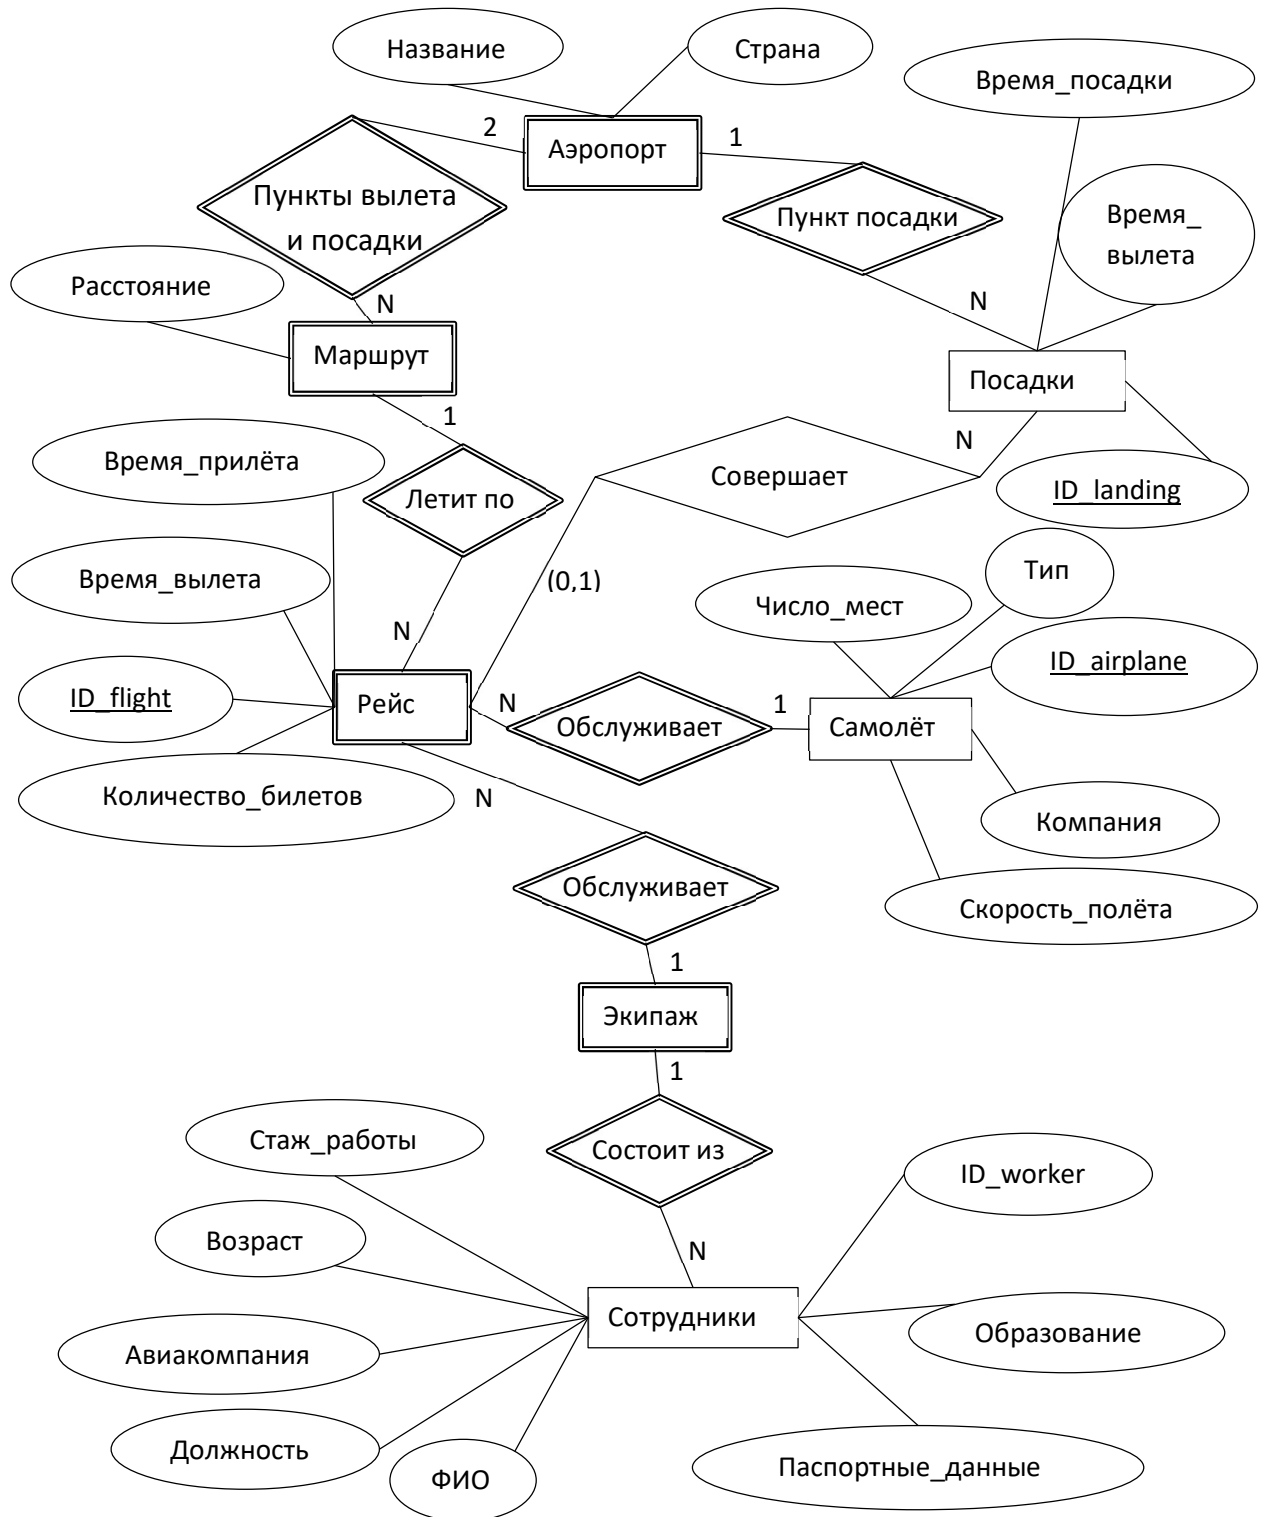 Название
Страна
Время_посадки
2
Аэропорт
1
Пункты вылета
и посадки
Пункт посадки
Время_
вылета
Расстояние
N
N
Маршрут
Посадки
1
N
Время_прилёта
Летит по
Совершает
ID_landing
Время_вылета
(0,1)
Тип
Число_мест
N
ID_airplane
ID_flight
Рейс
N
Обслуживает
1
Самолёт
Количество_билетов
N
Компания
Обслуживает
Скорость_полёта
1
Экипаж
1
Стаж_работы
Состоит из
ID_worker
Возраст
N
Сотрудники
Образование
Авиакомпания
Должность
ФИО
Паспортные_данные